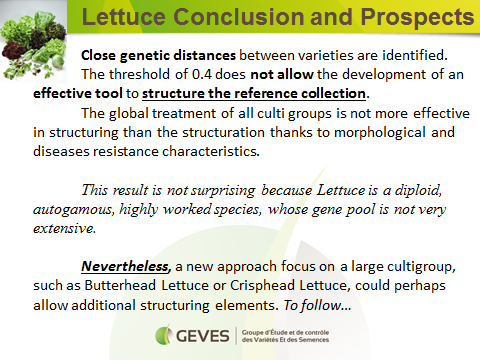 Lettuce Conclusion and Prospects
Close genetic distances between varieties are identified.
The threshold of 0.4 does not allow the development of an
effective tool to structure the reference collection.
The global treatment of all culti groups is not more effective
in structuring than the structuration thanks to morphological and
diseases resistance characteristics.
This result is not surprising because Lettuce is a diploid,
autogamous, highly worked species, whose gene pool is not very
extensive.
Nevertheless, a new approach focus on a large cultigroup,
such as Butterhead Lettuce or Crisphead Lettuce, could perhaps
allow additional structuring elements. To follow...
GEVES
Groupe d'Étude et de contrôle
des Variétés Et des Semences